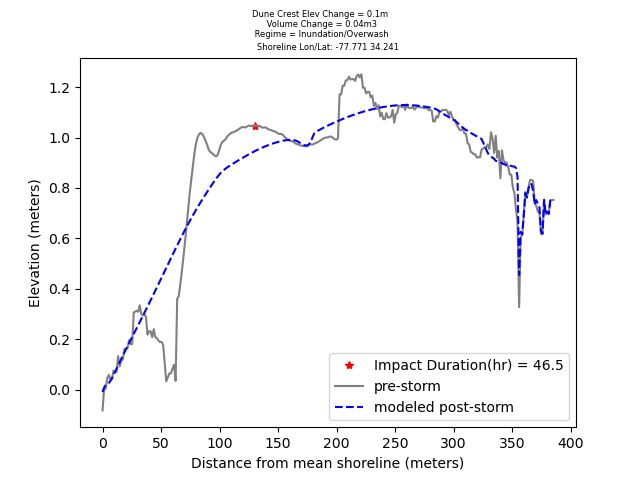 Dune Crest Elev Change = 0.1m
Volume Change = 0.04m3
Regime = Inundation/Overwash
Shoreline Lon/Lat: -77.771 34.241
1.2
1.0
0.8
0.6
0.4
0.2
0.0
Elevation (meters)
Impact Duration(hr) = 46.5
pre-storm
modeled post-storm
0 50 100 150 200 250 300 350 400
Distance from mean shoreline (meters)